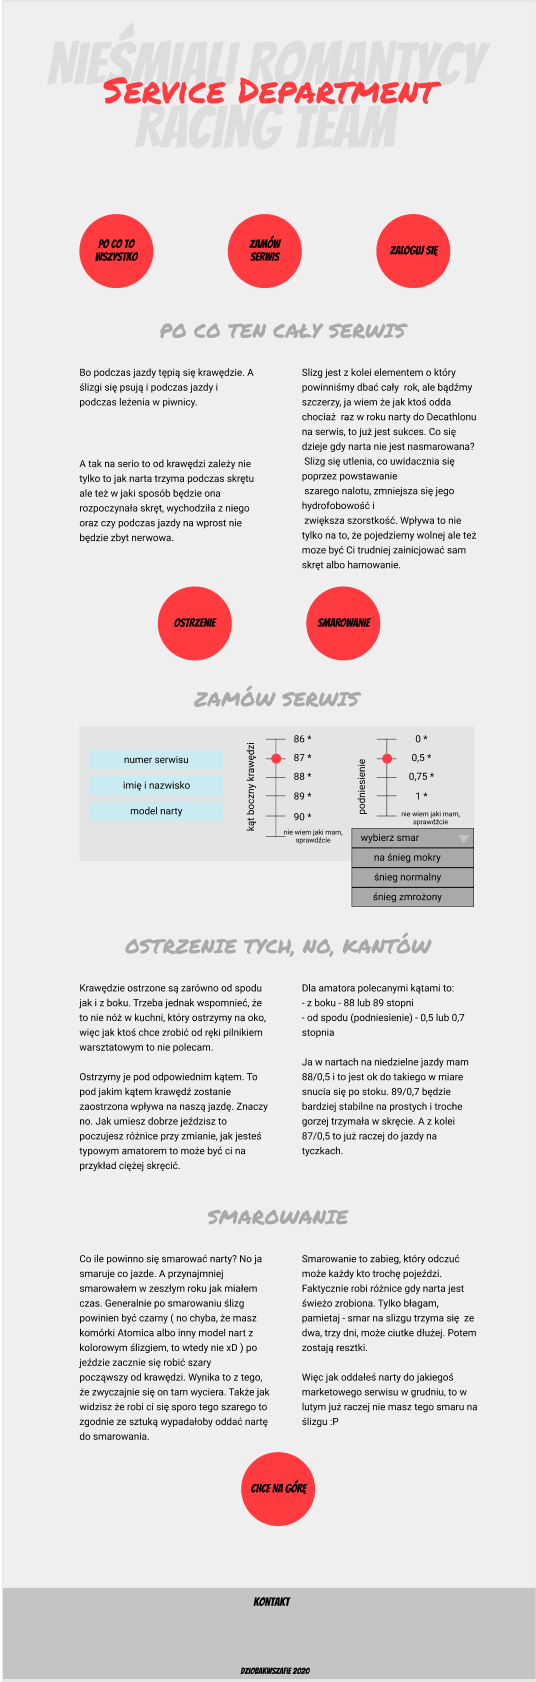 NIEŚMIALI ROMANTYCY
Service Department
RACING TEAM
PO CO TO
WSZYSTKO
ZAMÓW
SERWIS
ZALOGUJ SIĘ
PO CO TEN CAŁY SERWIS
Bo podczas jazdy tępią się krawędzie. A
ślizgi się psują i podczas jazdy i
podczas leżenia w piwnicy.
A tak na serio to od krawędzi zależy nie
tylko to jak narta trzyma podczas skrętu
ale też w jaki sposób będzie ona
rozpoczynała skręt, wychodziła z niego
oraz czy podczas jazdy na wprost nie
będzie zbyt nerwowa.
Slizg jest z kolei elementem o który
powinniśmy dbać cały rok, ale bądźmy
szczerzy, ja wiem że jak ktoś odda
chociaż raz w roku narty do Decathlonu
na serwis, to już jest sukces. Co się
dzieje gdy narta nie jest nasmarowana?
Slizg się utlenia, co uwidacznia się
poprzez powstawanie
szarego nalotu, zmniejsza się jego
hydrofobowość i
zwiększa szorstkość. Wpływa to nie
tylko na to, że pojedziemy wolnej ale też
moze być Ci trudniej zainicjować sam
skręt albo hamowanie.
OSTRZENIE
SMAROWANIE
ZAMÓW SERWIS
numer serwisu
imię i nazwisko
model narty
kąt boczny krawędzi
86 *
87 *
88 *
89 *
90 *
nie wiem jaki mam,
sprawdźcie
podniesienie
0 *
0,5 *
0,75 *
1 *
nie wiem jaki mam,
sprawdźcie
wybierz smar
na śnieg mokry
śnieg normalny
śnieg zmrożony
OSTRZENIE TYCH, NO, KANTÓW
Krawędzie ostrzone są zarówno od spodu
jak i z boku. Trzeba jednak wspomnieć, że
to nie nóż w kuchni, który ostrzymy na oko,
więc jak ktoś chce zrobić od ręki pilnikiem
warsztatowym to nie polecam.
Ostrzymy je pod odpowiednim kątem. To
pod jakim kątem krawędź zostanie
zaostrzona wpływa na naszą jazdę. Znaczy
no. Jak umiesz dobrze jeździsz to
poczujesz różnice przy zmianie, jak jesteś
typowym amatorem to może być ci na
przykład ciężej skręcić.
Dla amatora polecanymi kątami to:
- z boku - 88 lub 89 stopni
- od spodu (podniesienie) - 0,5 lub 0,7
stopnia
Ja w nartach na niedzielne jazdy mam
88/0,5 i to jest ok do takiego w miare
snucia się po stoku. 89/0,7 będzie
bardziej stabilne na prostych i troche
gorzej trzymała w skręcie. A z kolei
87/0,5 to już raczej do jazdy na
tyczkach.
SMAROWANIE
Co ile powinno się smarować narty? No ja
smaruje co jazde. A przynajmniej
smarowałem w zeszłym roku jak miałem
czas. Generalnie po smarowaniu ślizg
powinien być czarny ( no chyba, że masz
komórki Atomica albo inny model nart z
kolorowym ślizgiem, to wtedy nie xD ) po
jeździe zacznie się robić szary
począwszy od krawędzi. Wynika to z tego,
że zwyczajnie się on tam wyciera. Także jak
widzisz że robi ci się sporo tego szarego to
zgodnie ze sztuką wypadałoby oddać nartę
do smarowania.
Smarowanie to zabieg, który odczuć
może każdy kto trochę pojeździ.
Faktycznie robi różnice gdy narta jest
świeżo zrobiona. Tylko błagam,
pamietaj - smar na slizgu trzyma się ze
dwa, trzy dni, może ciutke dłużej. Potem
zostają resztki.
Więc jak oddałeś narty do jakiegoś
marketowego serwisu w grudniu, to w
lutym już raczej nie masz tego smaru na
ślizgu :P
CHCE NA GÓRĘ
KONTAKT
DZIOBAKWSZAFIE 2020